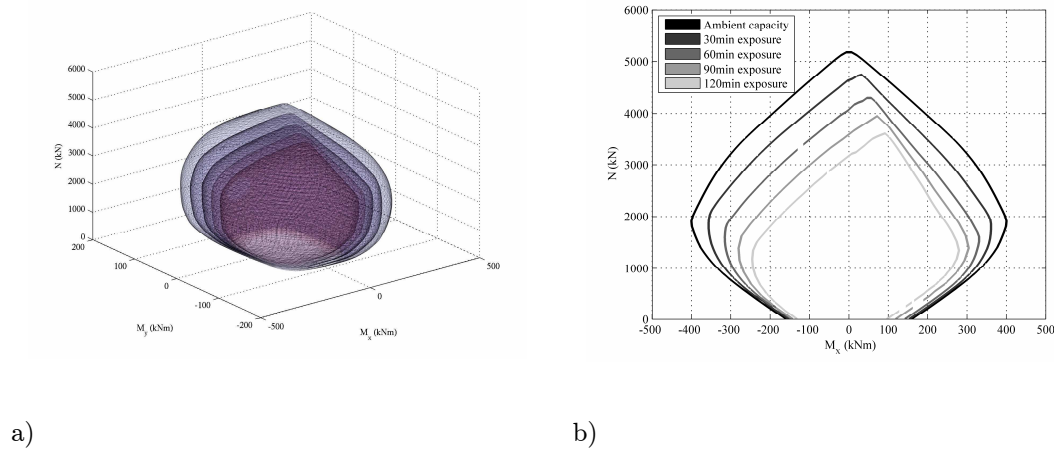 6000
5000
4000
3000
2000
1000
0
200
100
0
-100
-200
-500
0
500
N (kN)
M_y (kNm)
M_x (kNm)
6000
5000
4000
3000
2000
1000
0
-500 -400 -300 -200 -100 0 100 200 300 400 500
N (kN)
M_x (kNm)
Ambient capacity
30min exposure
60min exposure
90min exposure
120min exposure
a)
b)